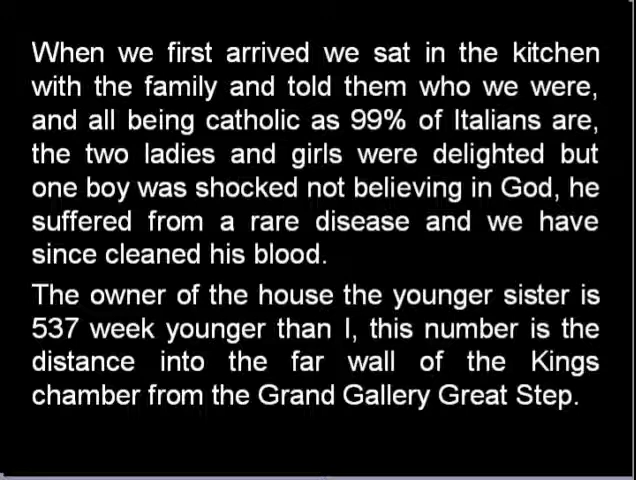 When we first arrived we sat in the kitchen
with the family and told them who we were,
and all being catholic as 99% of Italians are,
the two ladies and girls were delighted but
one boy was shocked not believing in God, he
suffered from a rare disease and we have
since cleaned his blood.
The owner of the house the younger sister is
537 week younger than I, this number is the
distance into the far wall of the Kings
chamber from the Grand Gallery Great Step.